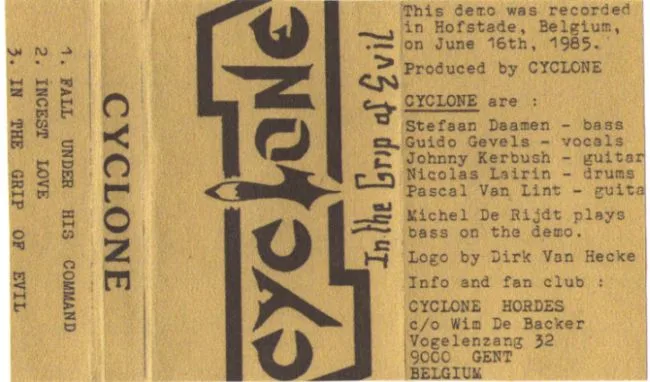 1. FALL UNDER HIS COMMAND
2. INCEST LOVE
3. IN THE GRIP OF EVIL
CYCLONE
CYCLONE
In the Grip of Evil
This demo was recorded
in Hofstade, Belgium,
on June 16th, 1985.
Produced by CYCLONE
CYCLONE are :
Stefaan Daamen - bass
Guido Gevels - vocals
Johnny Kerbush - guitar
Nicolas Lairin - drums
Pascal Van Lint - guita
Michel De Rijdt plays
bass on the demo.
Logo by Dirk Van Hecke
Info and fan club :
CYCLONE HORDES
c/o Wim De Backer
Vogelenzang 32
9000 GENT
BELGIUM